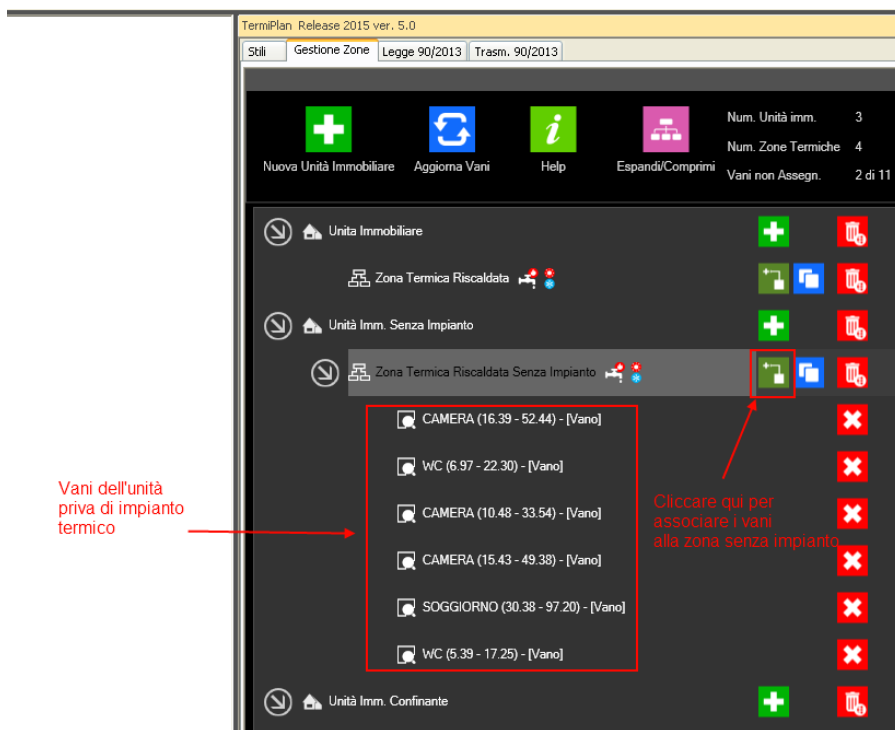 TermiPlan Release 2015 ver. 5.0
Stili Gestione Zone Legge 90/2013 Trasm. 90/2013
Num. Unità imm. 3
Num. Zone Termiche 4
Vani non Assegn. 2 di 11
Nuova Unità Immobiliare Aggiorna Vani Help Espandi/Comprimi
Unita Immobiliare
Zona Termica Riscaldata
Unità Imm. Senza Impianto
Zona Termica Riscaldata Senza Impianto
CAMERA (16.39 - 52.44) - [Vano]
WC (6.97 - 22.30) - [Vano]
CAMERA (10.48 - 33.54) - [Vano]
CAMERA (15.43 - 49.38) - [Vano]
SOGGIORNO (30.38 - 97.20) - [Vano]
WC (5.39 - 17.25) - [Vano]
Unità Imm. Confinante
Vani dell'unità
priva di impianto
termico
Cliccare qui per
associare i vani
alla zona senza impianto